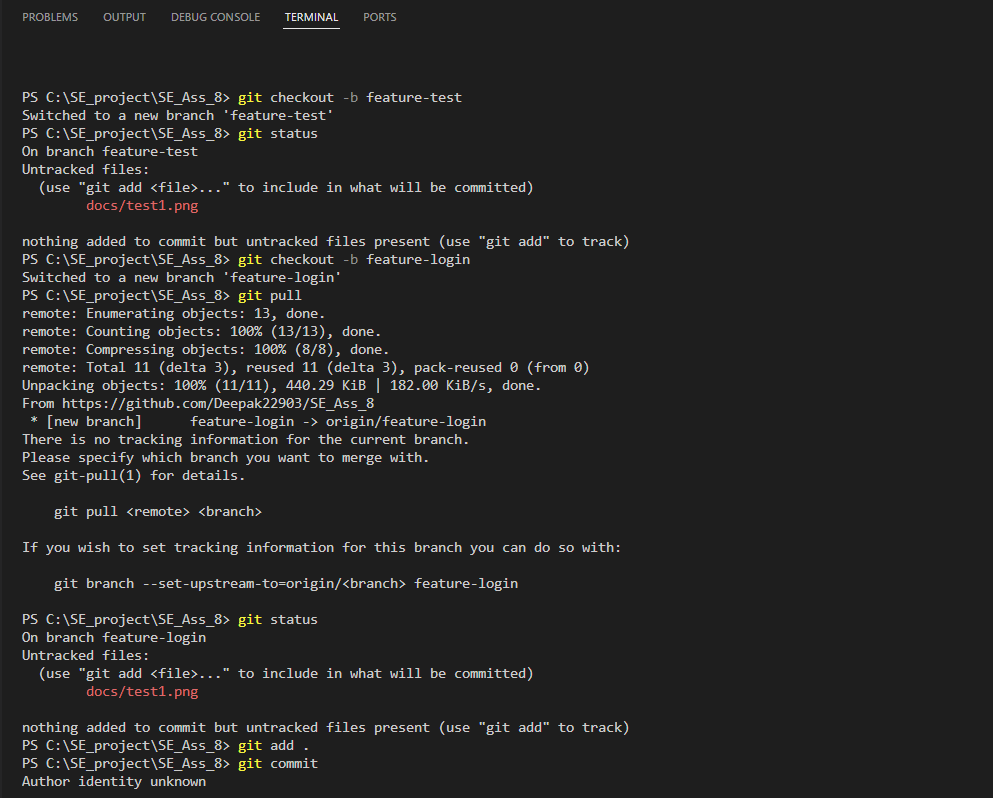 PROBLEMS OUTPUT DEBUG CONSOLE TERMINAL PORTS
PS C:\SE_project\SE_Ass_8> git checkout -b feature-test
Switched to a new branch 'feature-test'
PS C:\SE_project\SE_Ass_8> git status
On branch feature-test
Untracked files:
  (use "git add <file>..." to include in what will be committed)
        docs/test1.png

nothing added to commit but untracked files present (use "git add" to track)
PS C:\SE_project\SE_Ass_8> git checkout -b feature-login
Switched to a new branch 'feature-login'
PS C:\SE_project\SE_Ass_8> git pull
remote: Enumerating objects: 13, done.
remote: Counting objects: 100% (13/13), done.
remote: Compressing objects: 100% (8/8), done.
remote: Total 11 (delta 3), reused 11 (delta 3), pack-reused 0 (from 0)
Unpacking objects: 100% (11/11), 440.29 KiB | 182.00 KiB/s, done.
From https://github.com/Deepak22903/SE_Ass_8
 * [new branch]      feature-login -> origin/feature-login
There is no tracking information for the current branch.
Please specify which branch you want to merge with.
See git-pull(1) for details.

    git pull <remote> <branch>

If you wish to set tracking information for this branch you can do so with:

    git branch --set-upstream-to=origin/<branch> feature-login

PS C:\SE_project\SE_Ass_8> git status
On branch feature-login
Untracked files:
  (use "git add <file>..." to include in what will be committed)
        docs/test1.png

nothing added to commit but untracked files present (use "git add" to track)
PS C:\SE_project\SE_Ass_8> git add .
PS C:\SE_project\SE_Ass_8> git commit
Author identity unknown